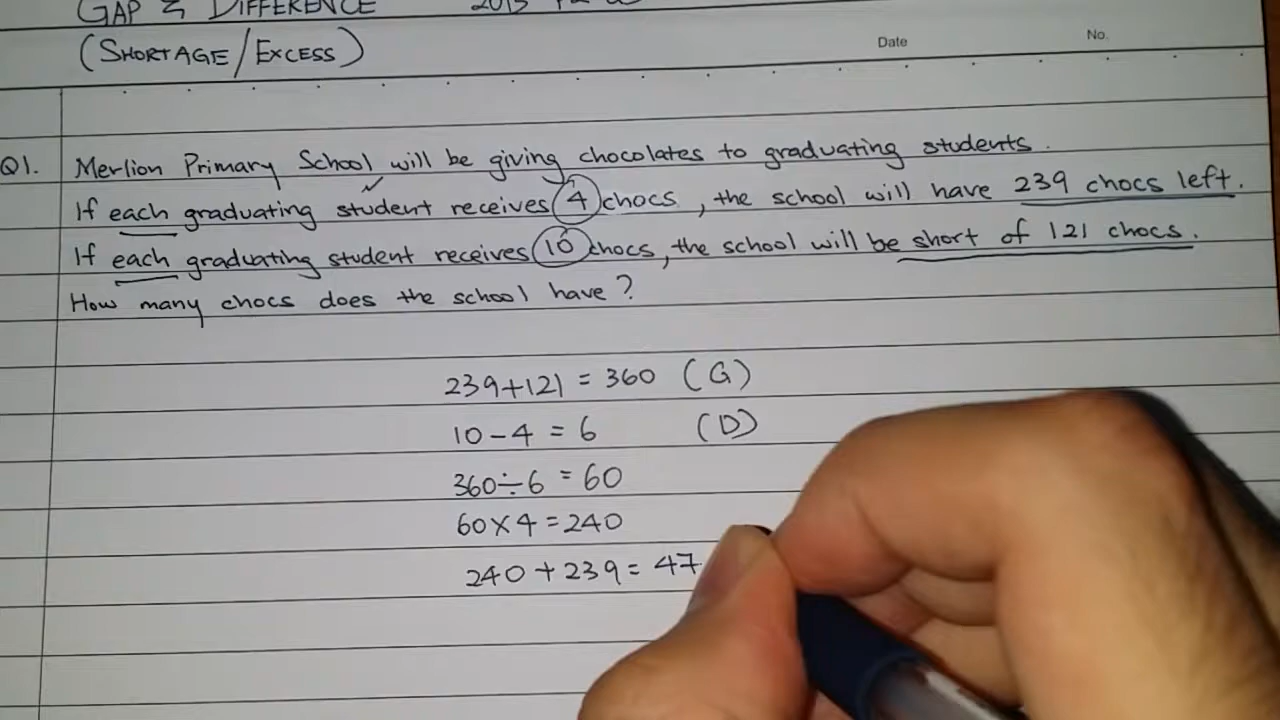 GAP & DIFFERENCE 2013
(SHORTAGE/EXCESS)
Date No.
Q1. Merlion Primary School will be giving chocolates to graduating students.
If each graduating student receives 4 chocs, the school will have 239 chocs left.
If each graduating student receives 10 chocs, the school will be short of 121 chocs.
How many chocs does the school have?
239+121 = 360 (G)
10-4 = 6 (D)
360÷6 = 60
60×4 = 240
240+239 = 47